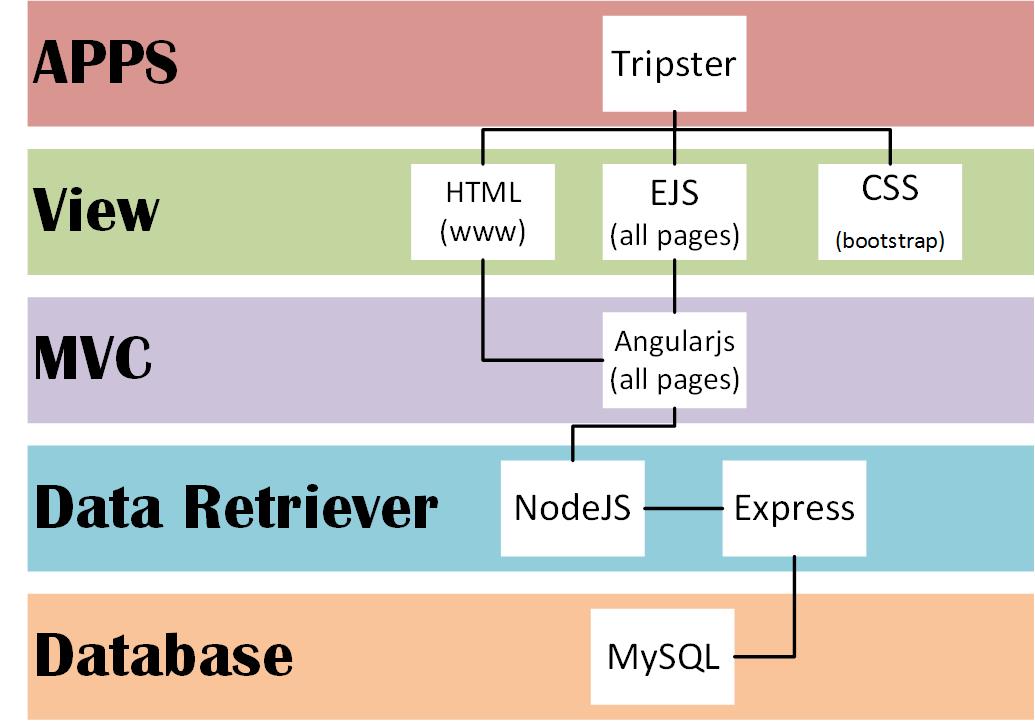 APPS
Tripster
View
HTML
(www)
EJS
(all pages)
CSS
(bootstrap)
MVC
Angularjs
(all pages)
Data Retriever
NodeJS
Express
Database
MySQL